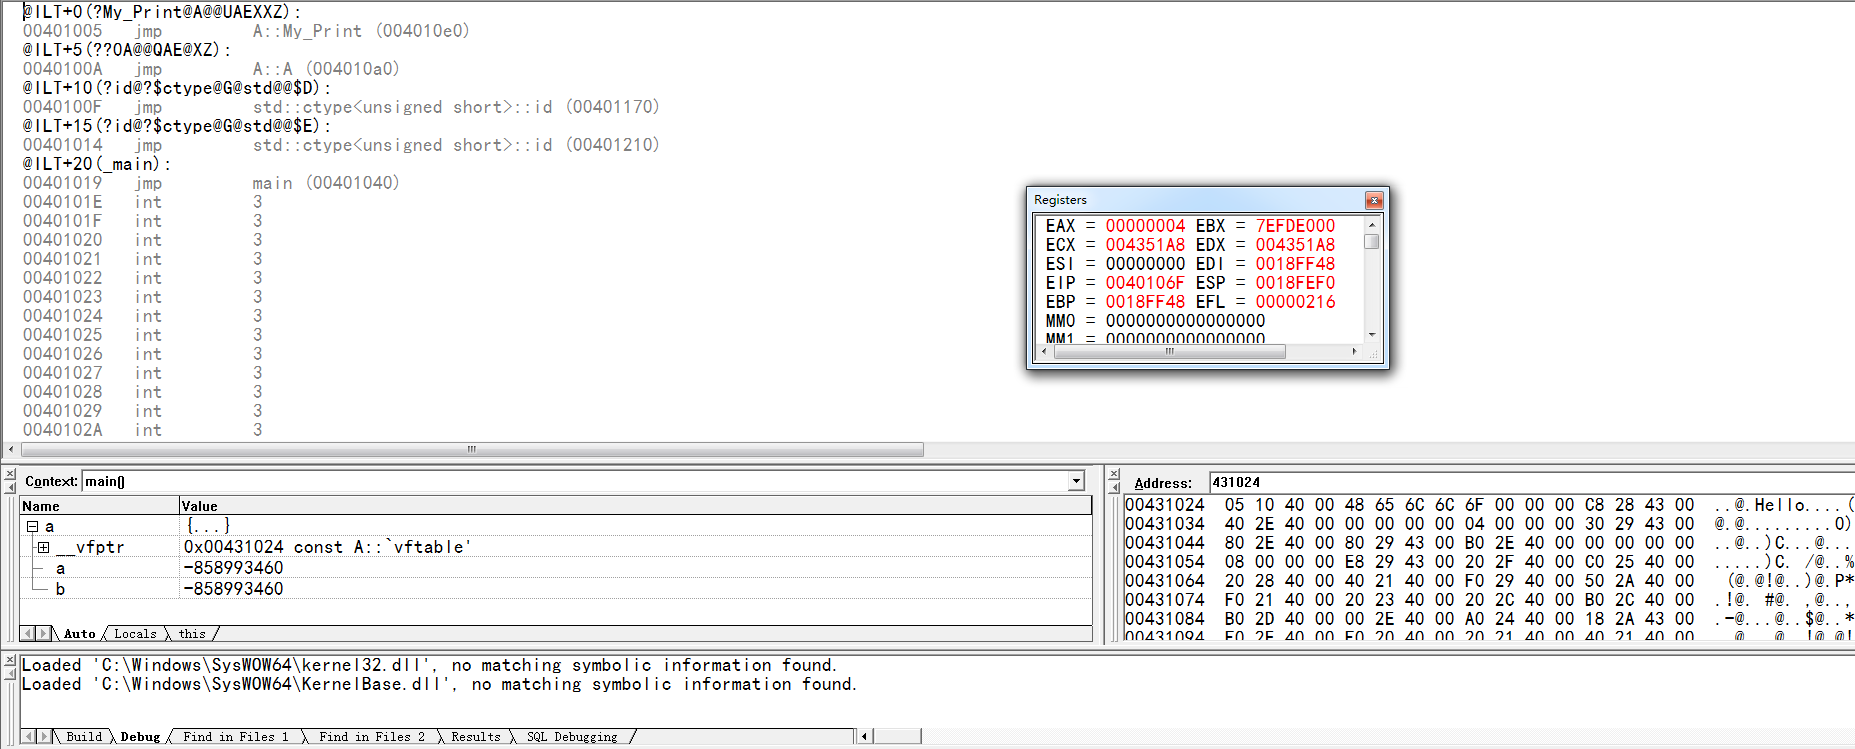 @ILT+0(?My_Print@A@@UAEXXZ):
00401005 jmp A::My_Print (004010e0)
@ILT+5(??0A@@QAE@XZ):
0040100A jmp A::A (004010a0)
@ILT+10(?id@?$ctype@G@std@@$D):
0040100F jmp std::ctype<unsigned short>::id (00401170)
@ILT+15(?id@?$ctype@G@std@@$E):
00401014 jmp std::ctype<unsigned short>::id (00401210)
@ILT+20(_main):
00401019 jmp main (00401040)
0040101E int 3
0040101F int 3
00401020 int 3
00401021 int 3
00401022 int 3
00401023 int 3
00401024 int 3
00401025 int 3
00401026 int 3
00401027 int 3
00401028 int 3
00401029 int 3
0040102A int 3
Registers
EAX = 00000004 EBX = 7EFDE000
ECX = 004351A8 EDX = 004351A8
ESI = 00000000 EDI = 0018FF48
EIP = 0040106F ESP = 0018FEF0
EBP = 0018FF48 EFL = 00000216
MM0 = 0000000000000000
MM1 = 0000000000000000
Context: main()
Name Value
a {...}
__vfptr 0x00431024 const A::`vftable'
a -858993460
b -858993460
Auto Locals this
Address: 431024
00431024 05 10 40 00 48 65 6C 6C 6F 00 00 00 C8 28 43 00 ..@.Hello....(
00431034 40 2E 40 00 00 00 00 00 04 00 00 00 30 29 43 00 @.@.........0)
00431044 80 2E 40 00 80 29 43 00 B0 2E 40 00 00 00 00 00 ..@..)C...@...
00431054 08 00 00 00 E8 29 43 00 20 2F 40 00 C0 25 40 00 .....)C. /@..%
00431064 20 28 40 00 40 21 40 00 F0 29 40 00 50 2A 40 00 (@.@!@..)@.P*
00431074 F0 21 40 00 20 23 40 00 20 2C 40 00 B0 2C 40 00 .!@. #@. ,@..,
00431084 B0 2D 40 00 00 2E 40 00 A0 24 40 00 18 2A 43 00 .-@...@..$@..*
Loaded 'C:\Windows\SysWOW64\kernel32.dll', no matching symbolic information found.
Loaded 'C:\Windows\SysWOW64\KernelBase.dll', no matching symbolic information found.
Build Debug Find in Files 1 Find in Files 2 Results SQL Debugging